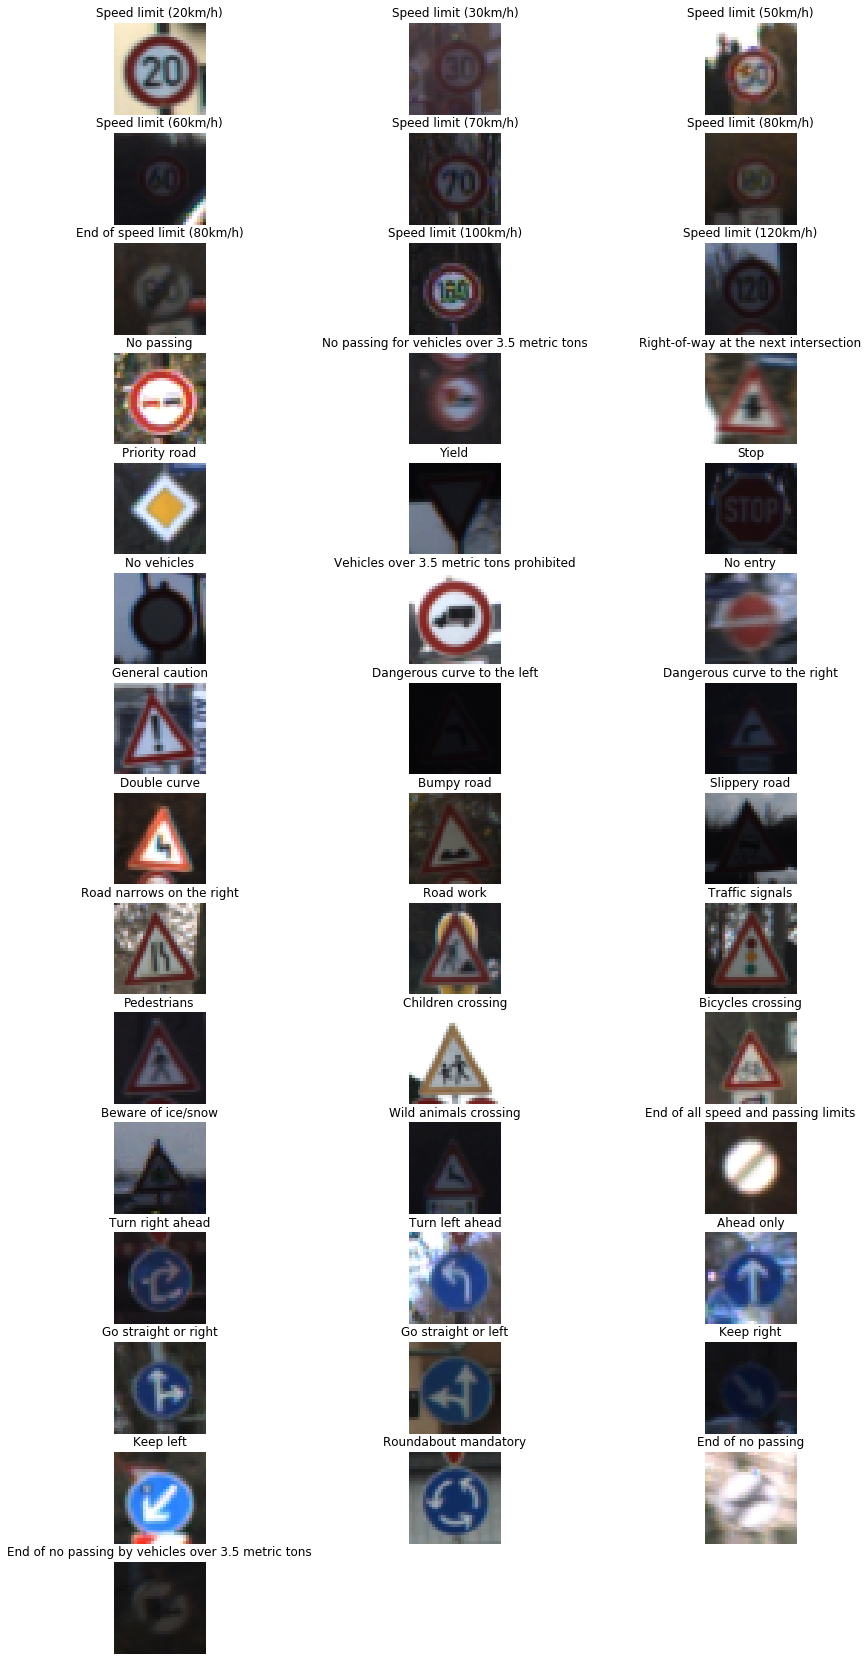 Speed limit (20km/h)
Speed limit (30km/h)
Speed limit (50km/h)
20
30
50
Speed limit (60km/h)
Speed limit (70km/h)
Speed limit (80km/h)
60
70
80
End of speed limit (80km/h)
Speed limit (100km/h)
Speed limit (120km/h)
100
120
No passing
No passing for vehicles over 3.5 metric tons
Right-of-way at the next intersection
Priority road
Yield
Stop
STOP
No vehicles
Vehicles over 3.5 metric tons prohibited
No entry
General caution
Dangerous curve to the left
Dangerous curve to the right
Double curve
Bumpy road
Slippery road
Road narrows on the right
Road work
Traffic signals
Pedestrians
Children crossing
Bicycles crossing
Beware of ice/snow
Wild animals crossing
End of all speed and passing limits
Turn right ahead
Turn left ahead
Ahead only
Go straight or right
Go straight or left
Keep right
Keep left
Roundabout mandatory
End of no passing
End of no passing by vehicles over 3.5 metric tons